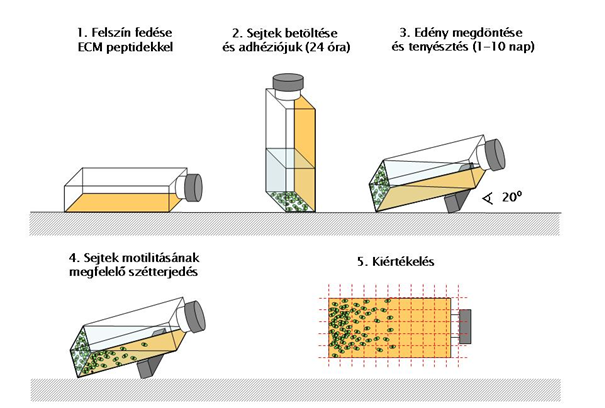 1. Felszín fedése
ECM peptidekkel
2. Sejtek betöltése
és adhéziójuk (24 óra)
3. Edény megdöntése
és tenyésztés (1–10 nap)
∢ 20⁰
4. Sejtek motilitásának
megfelelő szétterjedés
5. Kiértékelés